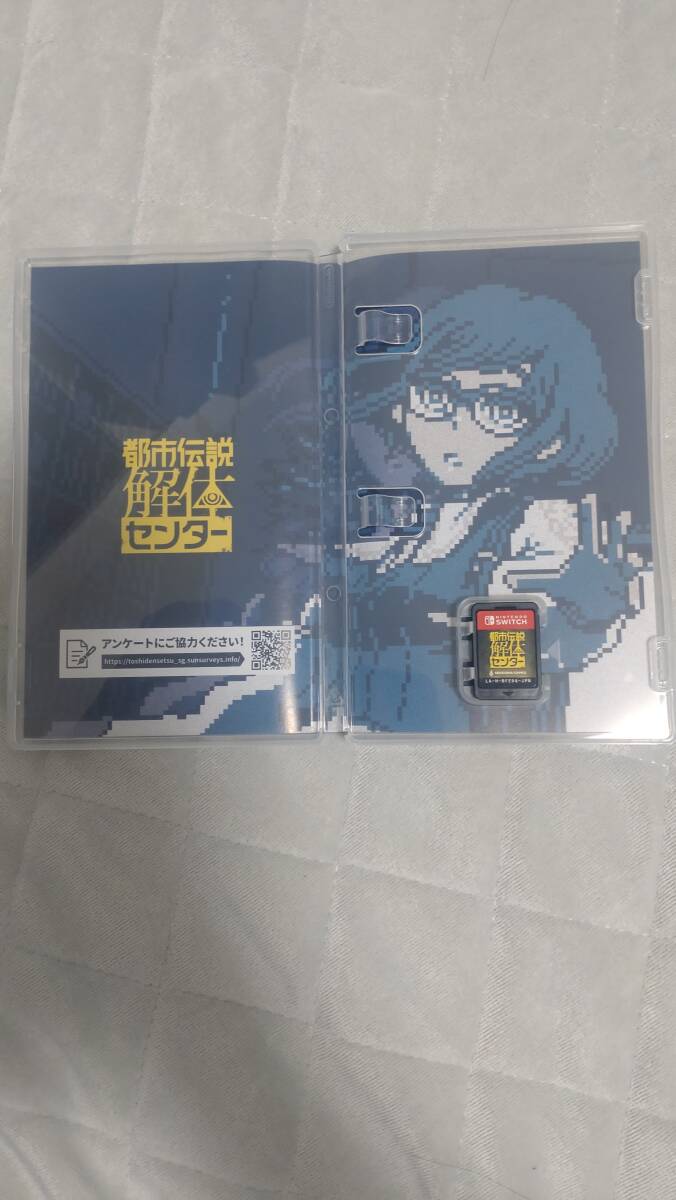 都市伝説
解体
センター
アンケートにご協力ください!
https://toshidensetsu_sg.sunsurveys.info/
NINTENDO
SWITCH
都市伝説
解体
センター